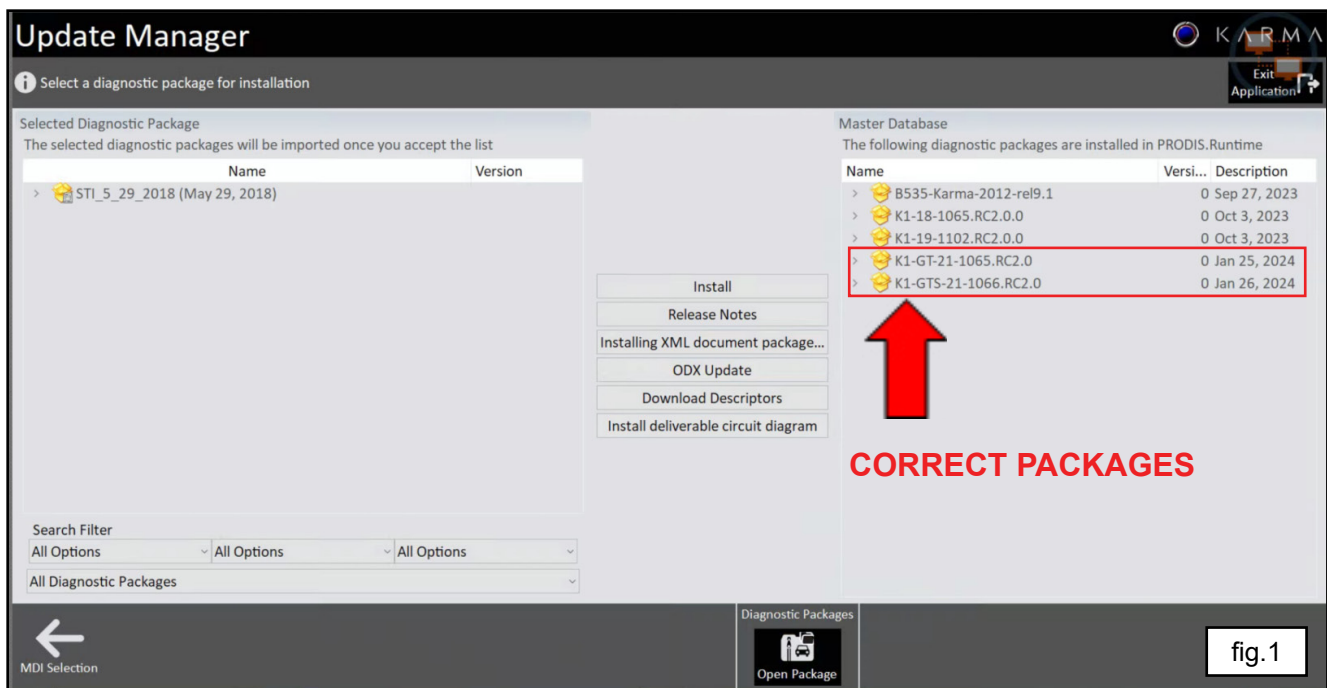 Update Manager
KARMA
Select a diagnostic package for installation
Exit
Application
Selected Diagnostic Package
The selected diagnostic packages will be imported once you accept the list
Name Version
STI_5_29_2018 (May 29, 2018)
Master Database
The following diagnostic packages are installed in PRODIS.Runtime
Name Versi... Description
B535-Karma-2012-rel9.1 0 Sep 27, 2023
K1-18-1065.RC2.0.0 0 Oct 3, 2023
K1-19-1102.RC2.0.0 0 Oct 3, 2023
K1-GT-21-1065.RC2.0 0 Jan 25, 2024
K1-GTS-21-1066.RC2.0 0 Jan 26, 2024
Install
Release Notes
Installing XML document package...
ODX Update
Download Descriptors
Install deliverable circuit diagram
CORRECT PACKAGES
Search Filter
All Options All Options All Options
All Diagnostic Packages
MDI Selection
Diagnostic Packages
Open Package
fig.1